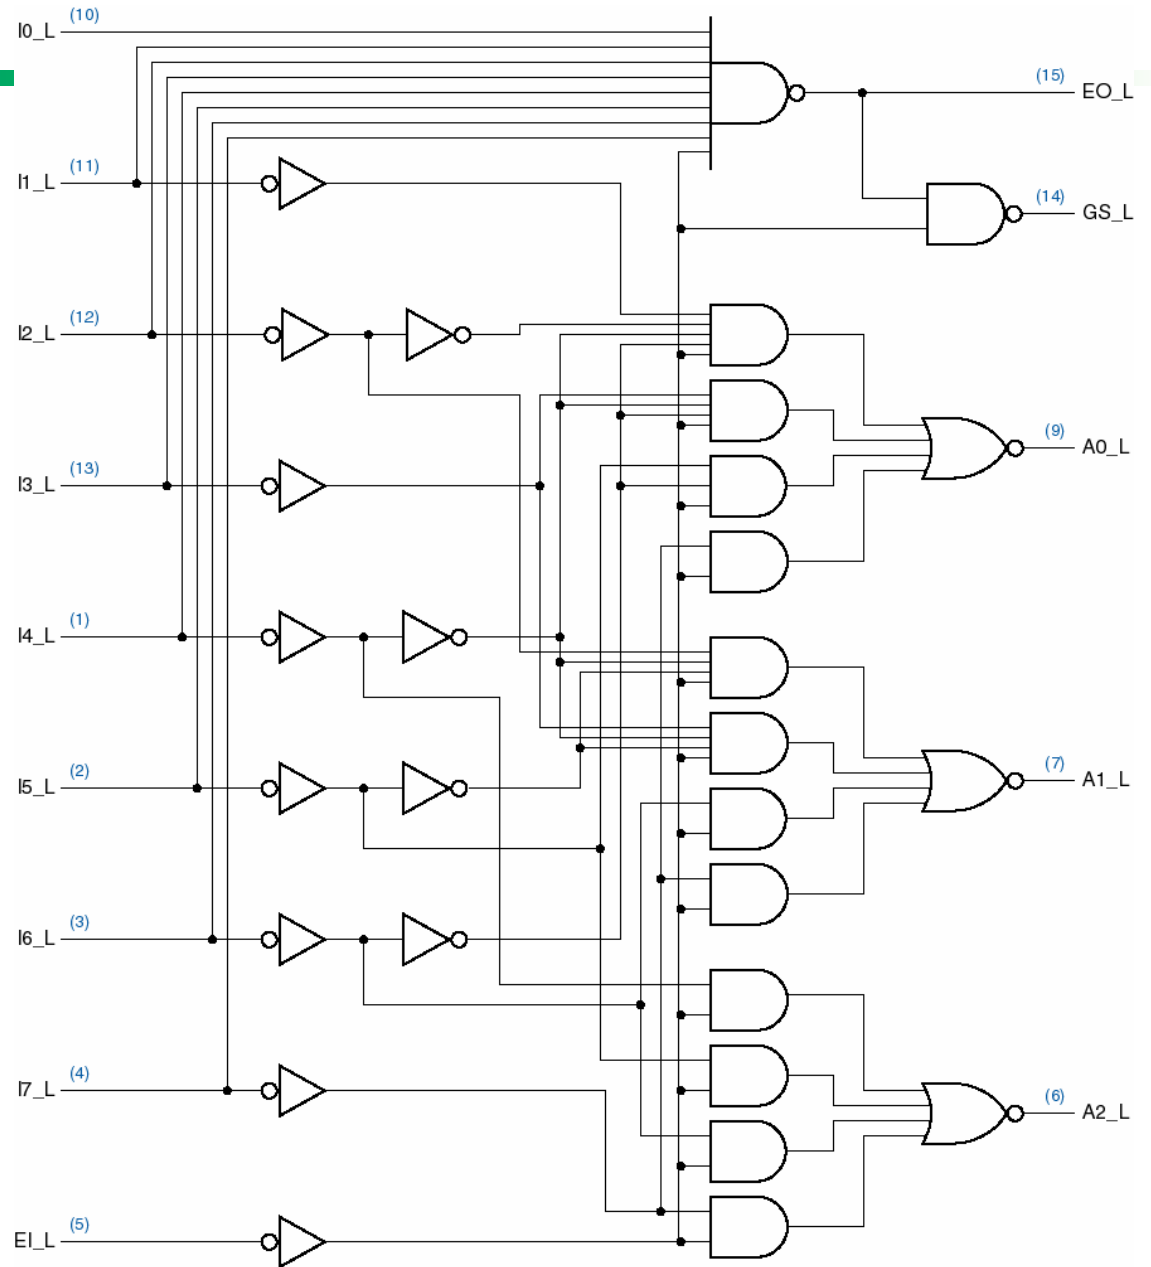 I0_L (10)
(15) EO_L
I1_L (11)
(14) GS_L
I2_L (12)
(9) A0_L
I3_L (13)
I4_L (1)
I5_L (2)
(7) A1_L
I6_L (3)
I7_L (4)
(6) A2_L
EI_L (5)